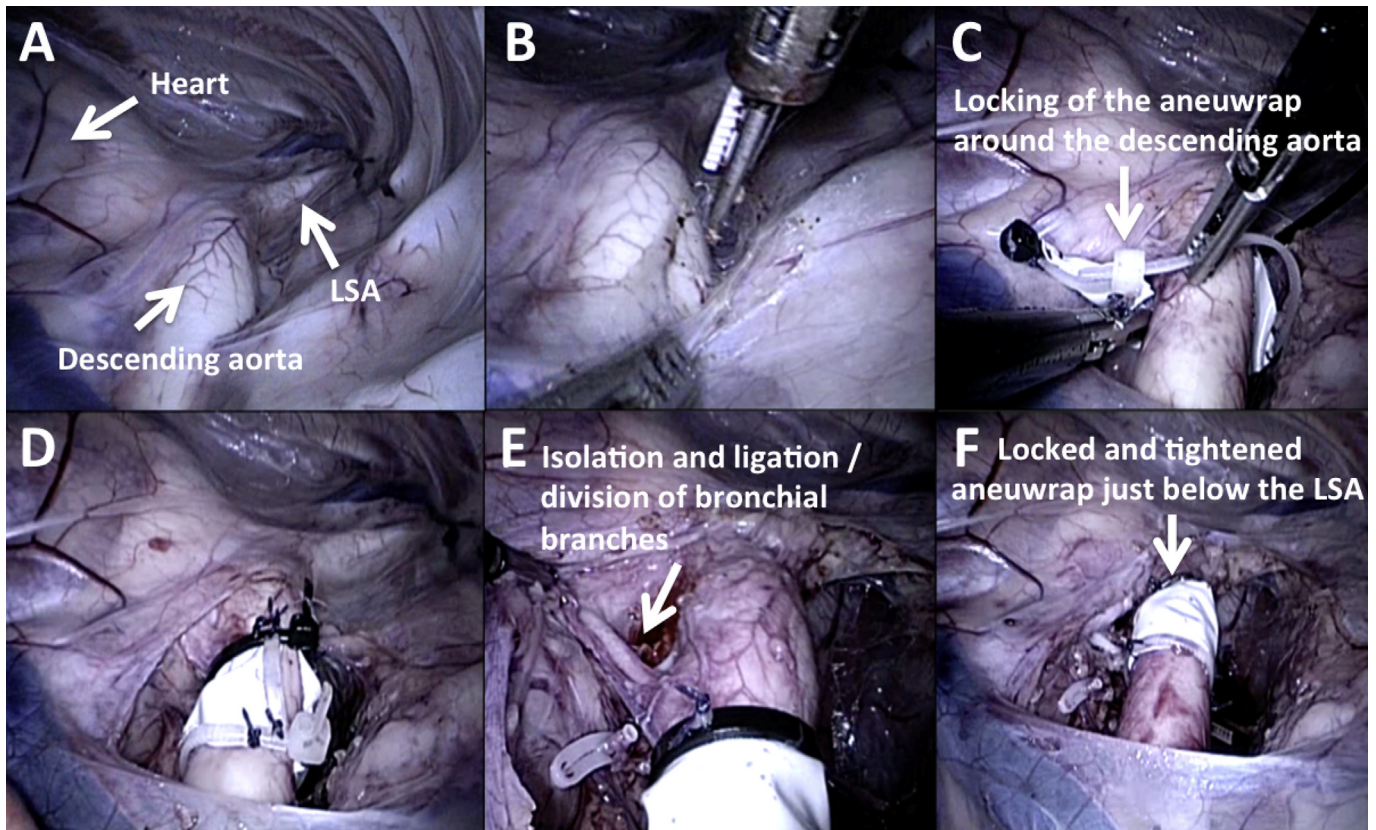 A
Heart
LSA
Descending aorta
B
C
Locking of the aneuwrap
around the descending aorta
D
E
Isolation and ligation /
division of bronchial
branches
F
Locked and tightened
aneuwrap just below the LSA